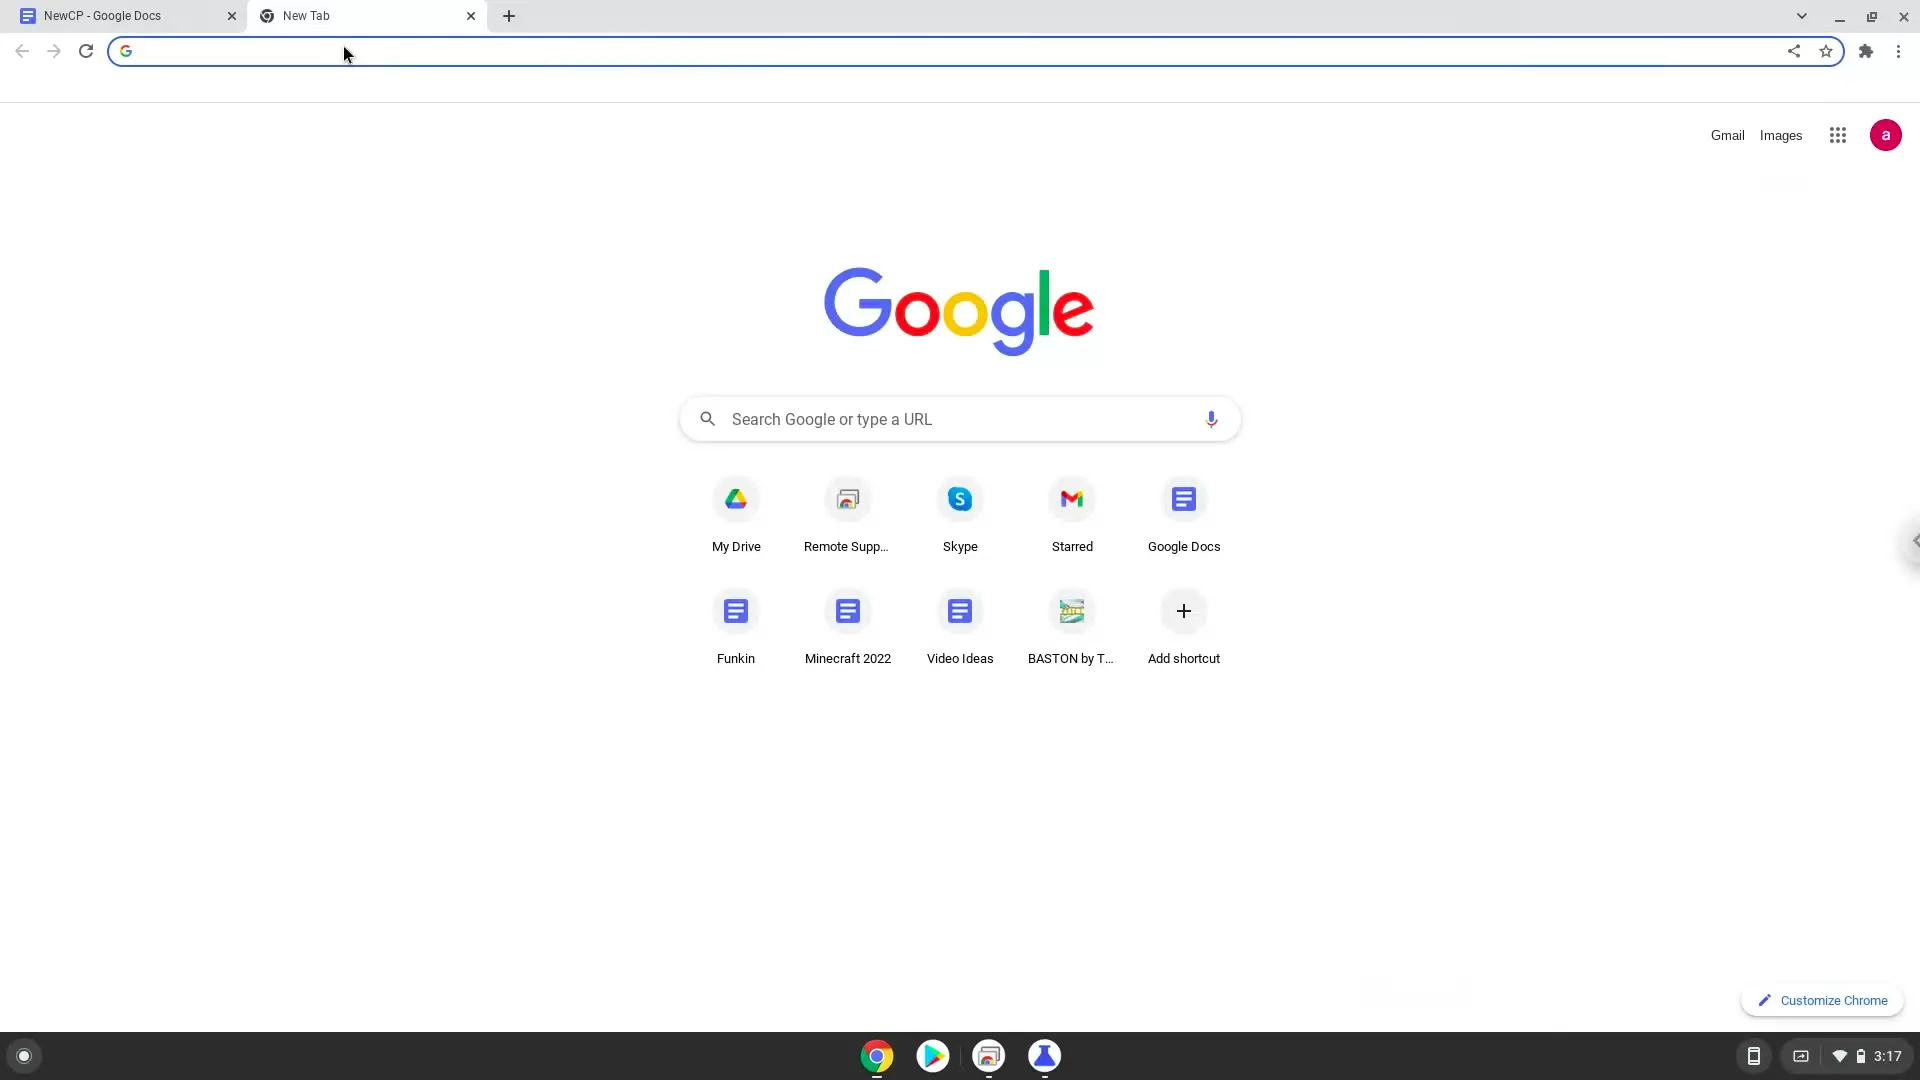 NewCP - Google Docs
New Tab
Gmail
Images
a
Google
Search Google or type a URL
My Drive
Remote Supp...
Skype
Starred
Google Docs
Funkin
Minecraft 2022
Video Ideas
BASTON by T...
Add shortcut
Customize Chrome
3:17